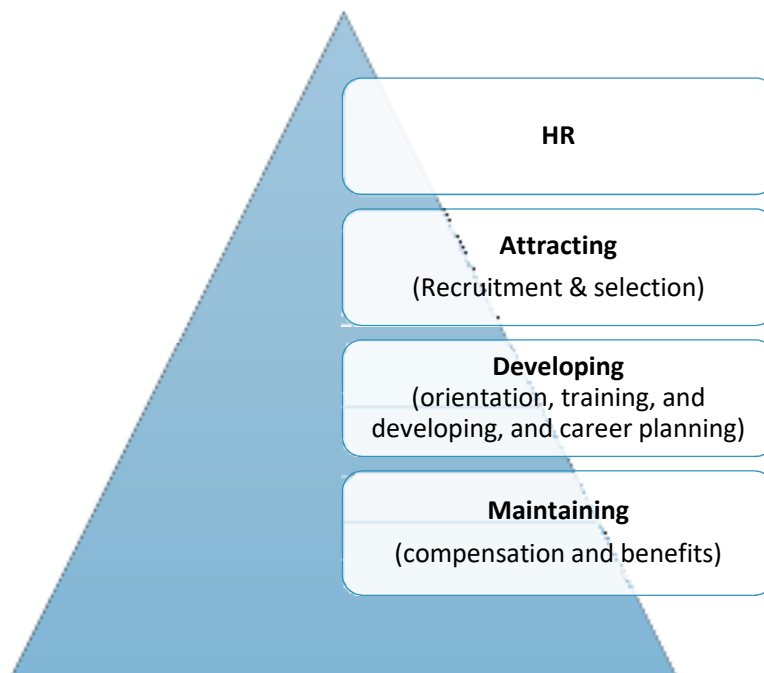 HR
Attracting
(Recruitment & selection)
Developing
(orientation, training, and
developing, and career planning)
Maintaining
(compensation and benefits)